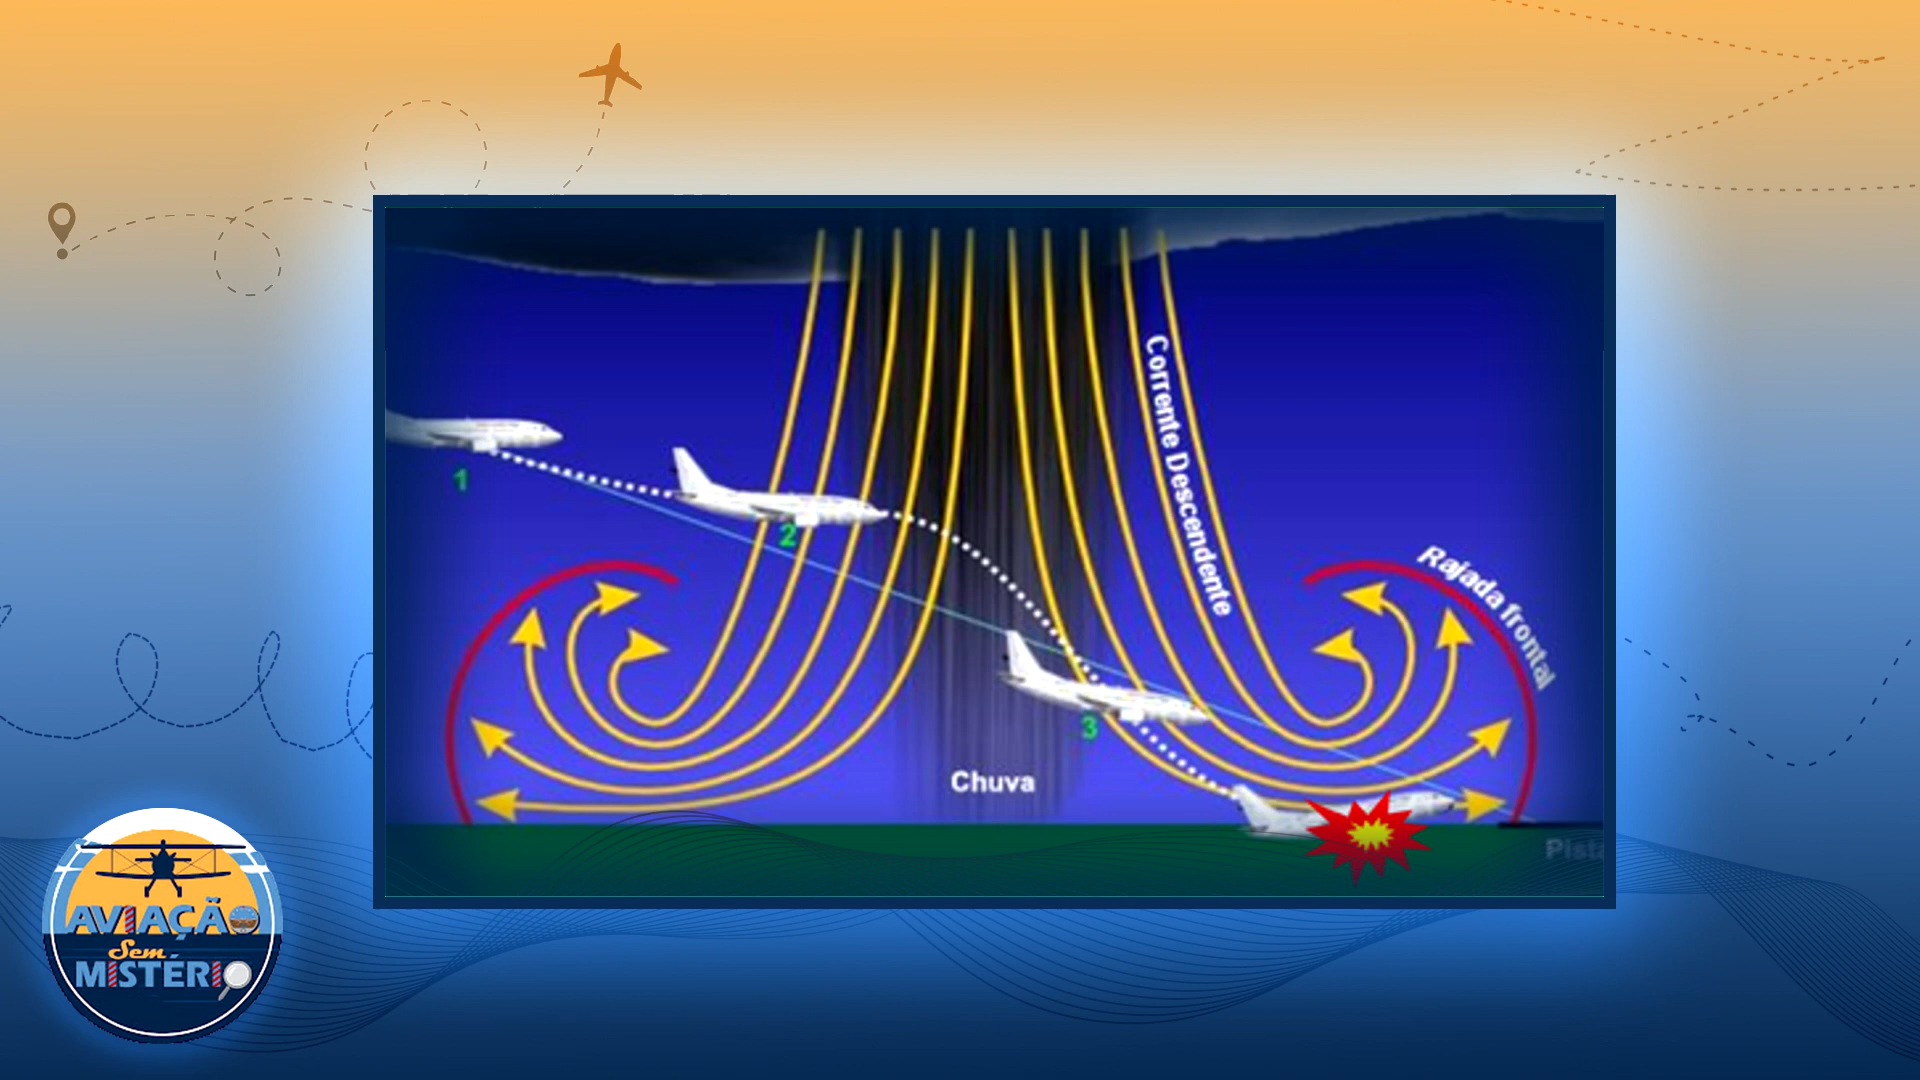 1
2
Corrente Descendente
Rajada frontal
3
Chuva
Pista
AVIAÇÃO
Sem
MISTÉRIO